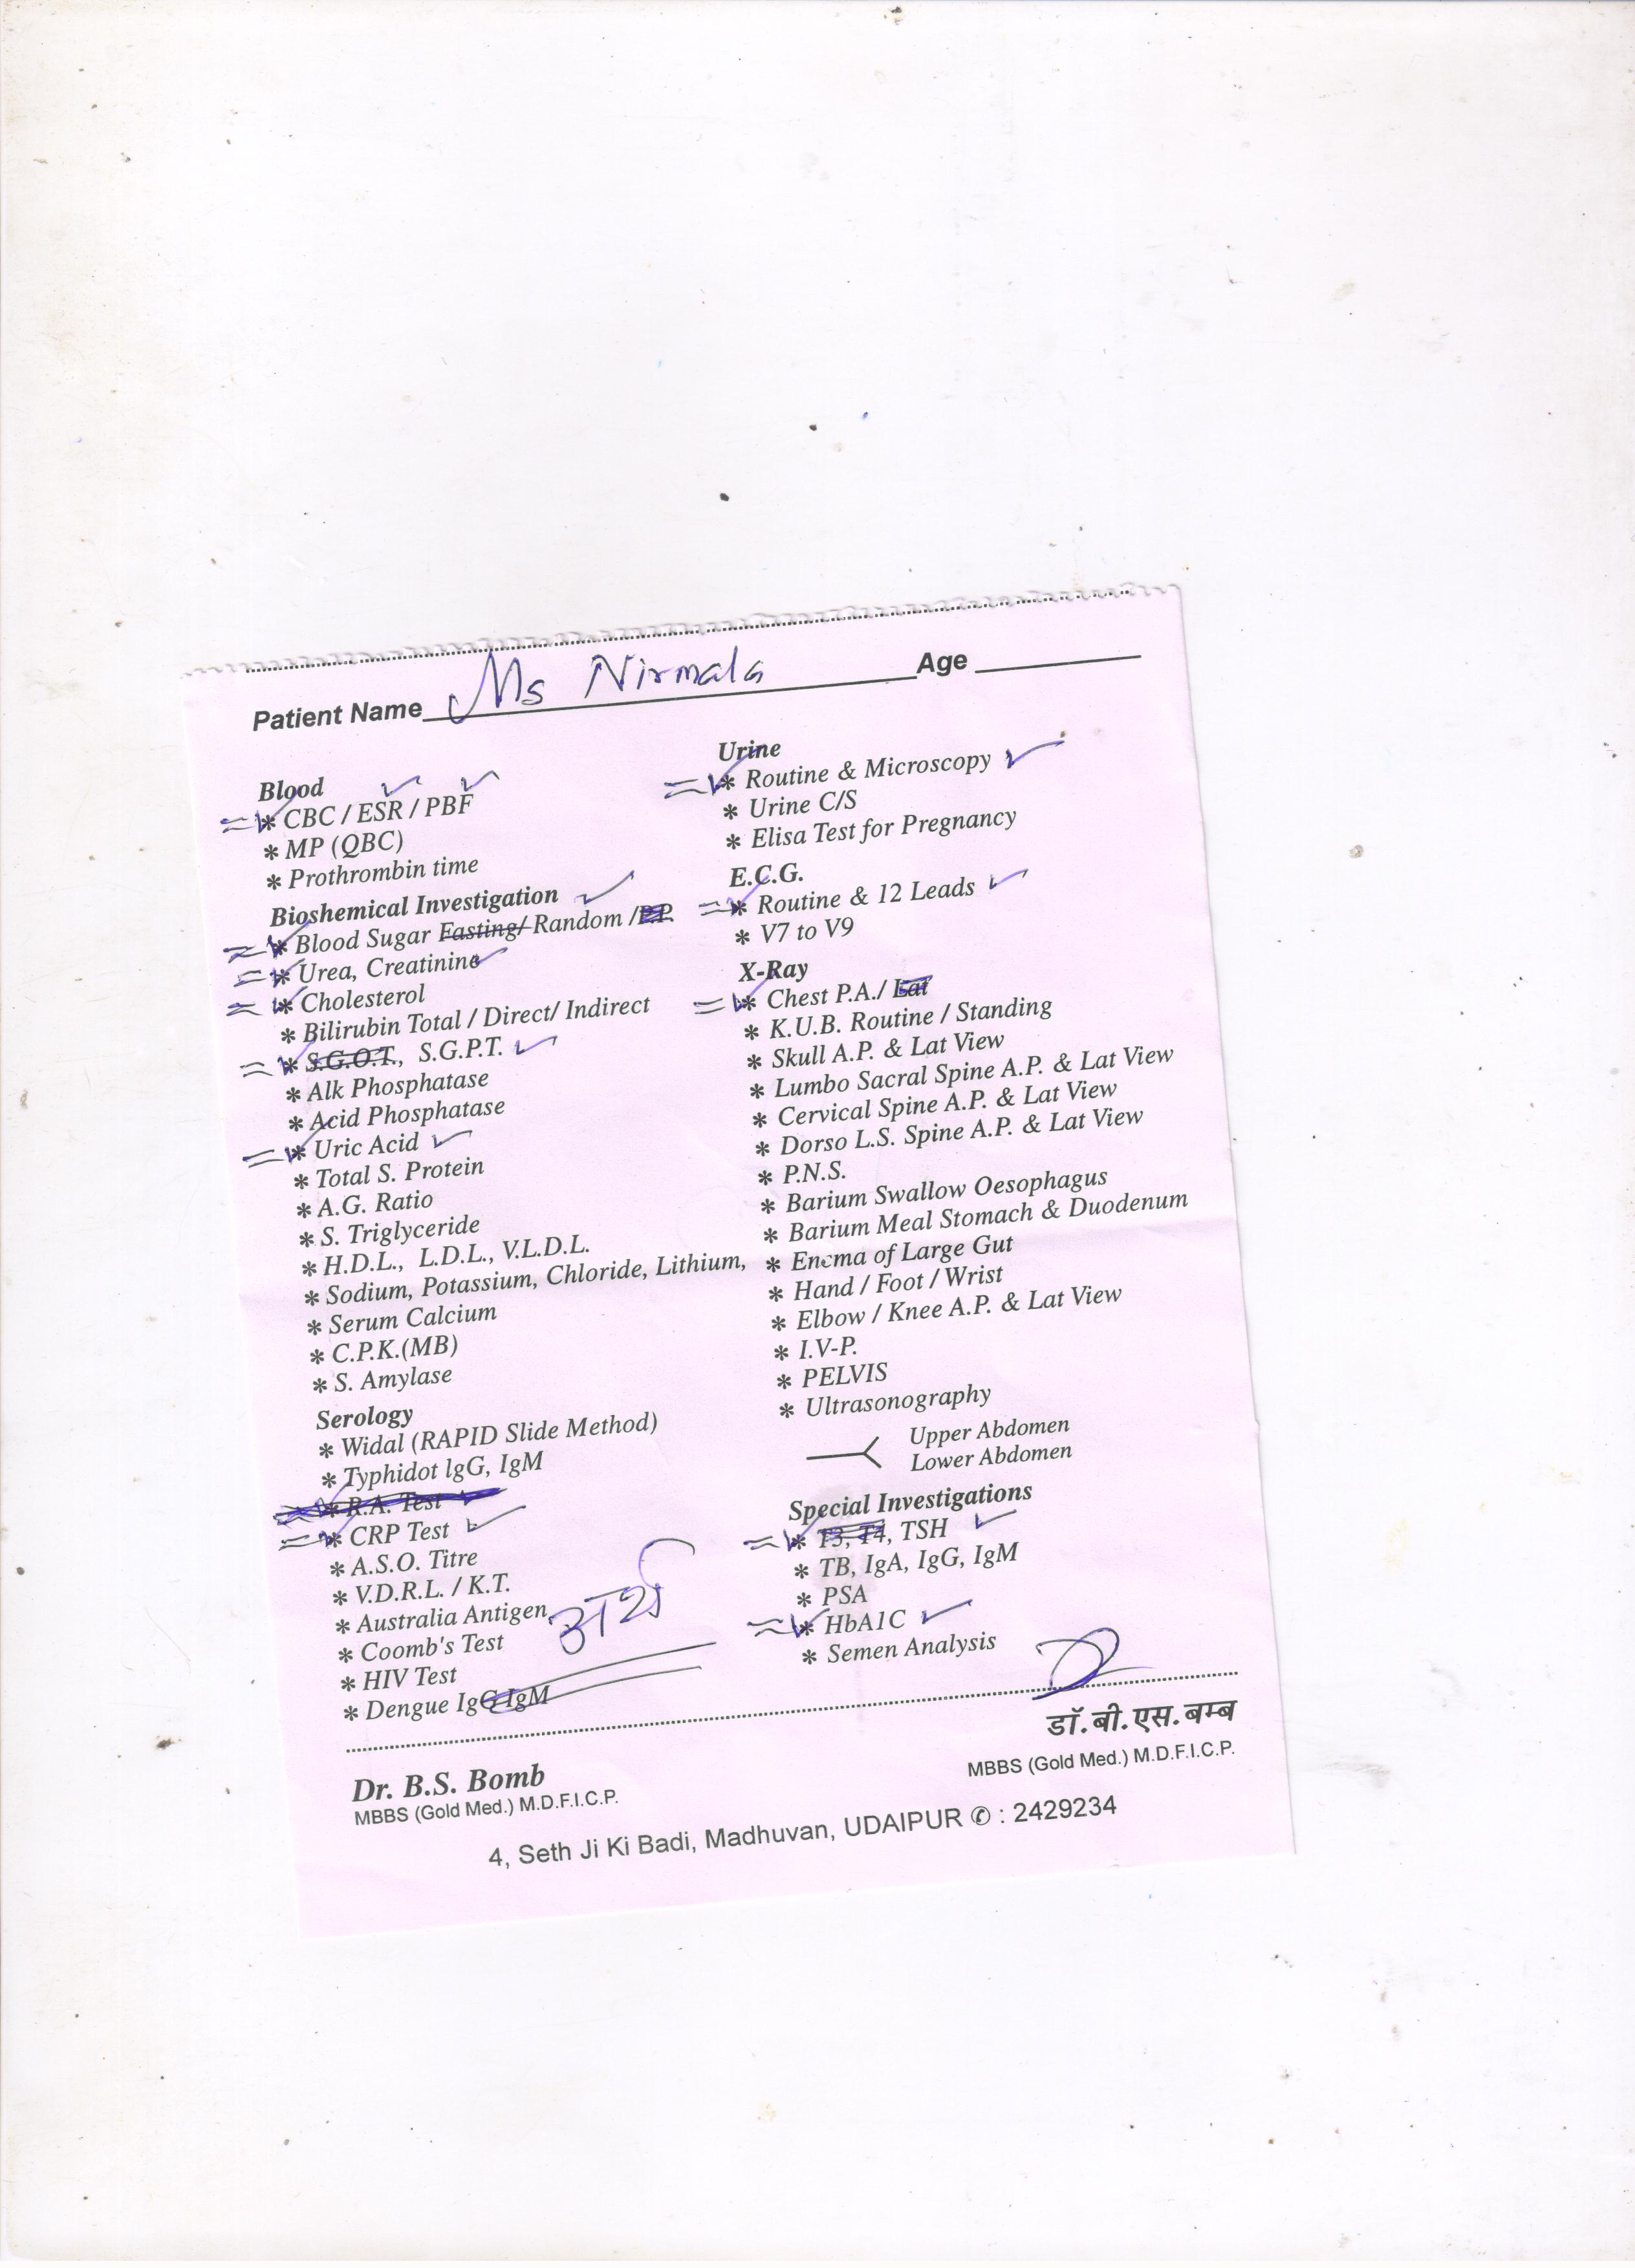 Patient Name Ms Nirmala Age
Blood
* CBC / ESR / PBF
* MP (QBC)
* Prothrombin time
Bioshemical Investigation
* Blood Sugar Fasting/ Random / P.P.
* Urea, Creatinine
* Cholesterol
* Bilirubin Total / Direct/ Indirect
* S.G.O.T., S.G.P.T.
* Alk Phosphatase
* Acid Phosphatase
* Uric Acid
* Total S. Protein
* A.G. Ratio
* S. Triglyceride
* H.D.L., L.D.L., V.L.D.L.
* Sodium, Potassium, Chloride, Lithium,
* Serum Calcium
* C.P.K.(MB)
* S. Amylase
Serology
* Widal (RAPID Slide Method)
* Typhidot lgG, IgM
* R.A. Test
* CRP Test
* A.S.O. Titre
* V.D.R.L. / K.T.
* Australia Antigen
* Coomb's Test
* HIV Test
* Dengue IgG IgM
अर्थ
Urine
* Routine & Microscopy
* Urine C/S
* Elisa Test for Pregnancy
E.C.G.
* Routine & 12 Leads
* V7 to V9
X-Ray
* Chest P.A./ Lat
* K.U.B. Routine / Standing
* Skull A.P. & Lat View
* Lumbo Sacral Spine A.P. & Lat View
* Cervical Spine A.P. & Lat View
* Dorso L.S. Spine A.P. & Lat View
* P.N.S.
* Barium Swallow Oesophagus
* Barium Meal Stomach & Duodenum
* Enema of Large Gut
* Hand / Foot / Wrist
* Elbow / Knee A.P. & Lat View
* I.V-P.
* PELVIS
* Ultrasonography
Upper Abdomen
Lower Abdomen
Special Investigations
* T3, T4, TSH
* TB, IgA, IgG, IgM
* PSA
* HbA1C
* Semen Analysis
Dr. B.S. Bomb
MBBS (Gold Med.) M.D.F.I.C.P.
डॉ. बी. एस. बम्ब
MBBS (Gold Med.) M.D.F.I.C.P.
4, Seth Ji Ki Badi, Madhuvan, UDAIPUR ✆ : 2429234